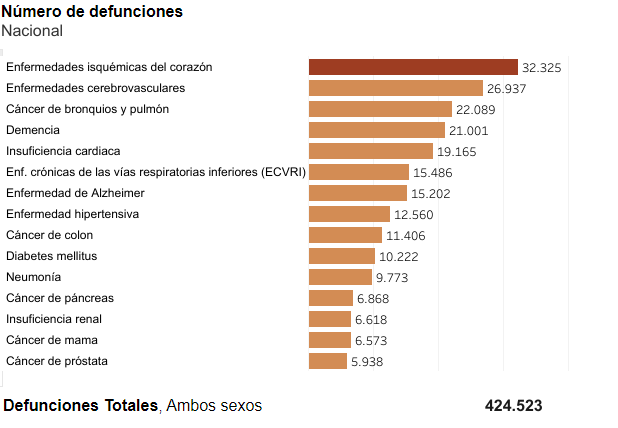 Número de defunciones
Nacional
Enfermedades isquémicas del corazón 32.325
Enfermedades cerebrovasculares 26.937
Cáncer de bronquios y pulmón 22.089
Demencia 21.001
Insuficiencia cardiaca 19.165
Enf. crónicas de las vías respiratorias inferiores (ECVRI) 15.486
Enfermedad de Alzheimer 15.202
Enfermedad hipertensiva 12.560
Cáncer de colon 11.406
Diabetes mellitus 10.222
Neumonía 9.773
Cáncer de páncreas 6.868
Insuficiencia renal 6.618
Cáncer de mama 6.573
Cáncer de próstata 5.938
Defunciones Totales, Ambos sexos 424.523